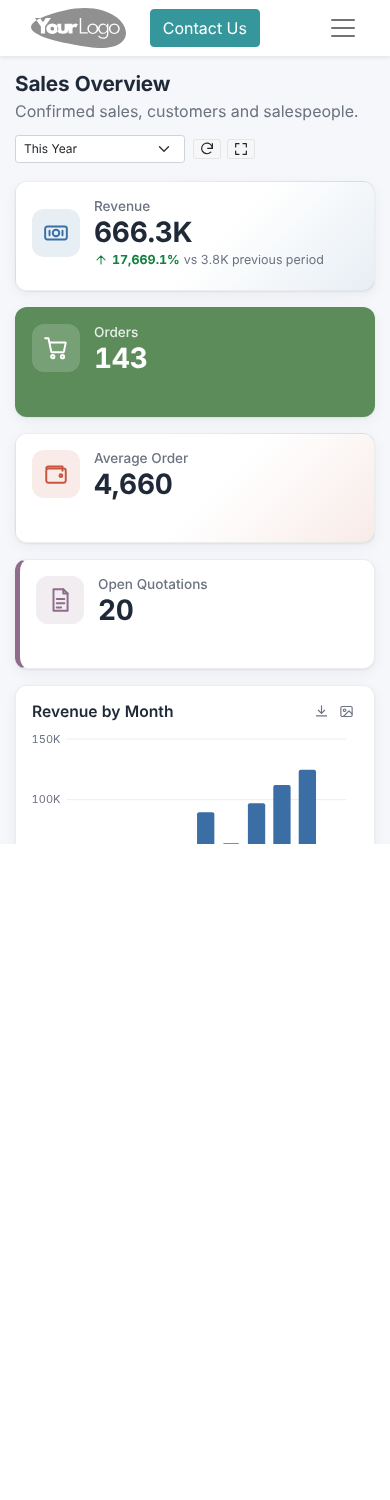 YourLogo
Contact Us
Sales Overview
Confirmed sales, customers and salespeople.
This Year
Revenue
666.3K
↑ 17,669.1% vs 3.8K previous period
Orders
143
Average Order
4,660
Open Quotations
20
Revenue by Month
150K
100K